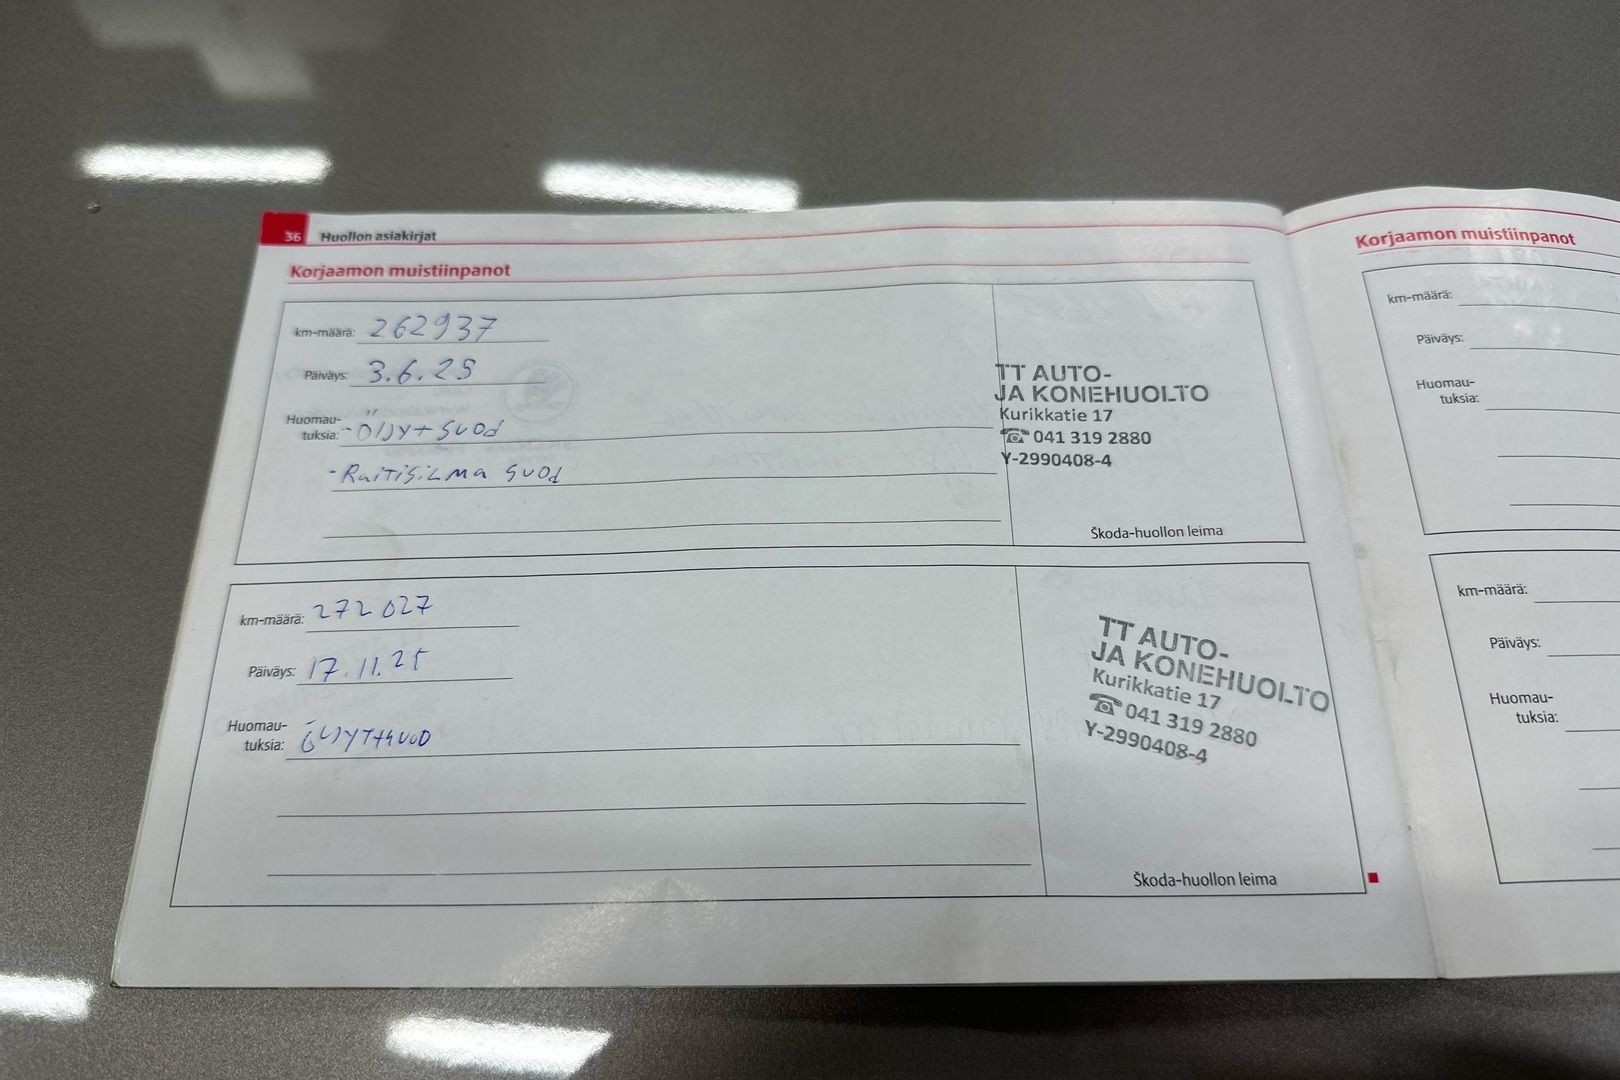 36 Huollon asiakirjat
Korjaamon muistiinpanot
km-määrä: 262937
Päiväys: 3.6.25
Huomau-
tuksia: -Öljy+suod
-Raitisilma suod
TT AUTO-
JA KONEHUOLTO
Kurikkatie 17
☎ 041 319 2880
Y-2990408-4
Škoda-huollon leima
km-määrä: 272027
Päiväys: 17.11.25
Huomau-
tuksia: ÖLJYT+SUOD
TT AUTO-
JA KONEHUOLTO
Kurikkatie 17
☎ 041 319 2880
Y-2990408-4
Škoda-huollon leima
Korjaamon muistiinpanot
km-määrä:
Päiväys:
Huomau-
tuksia:
km-määrä:
Päiväys:
Huomau-
tuksia: